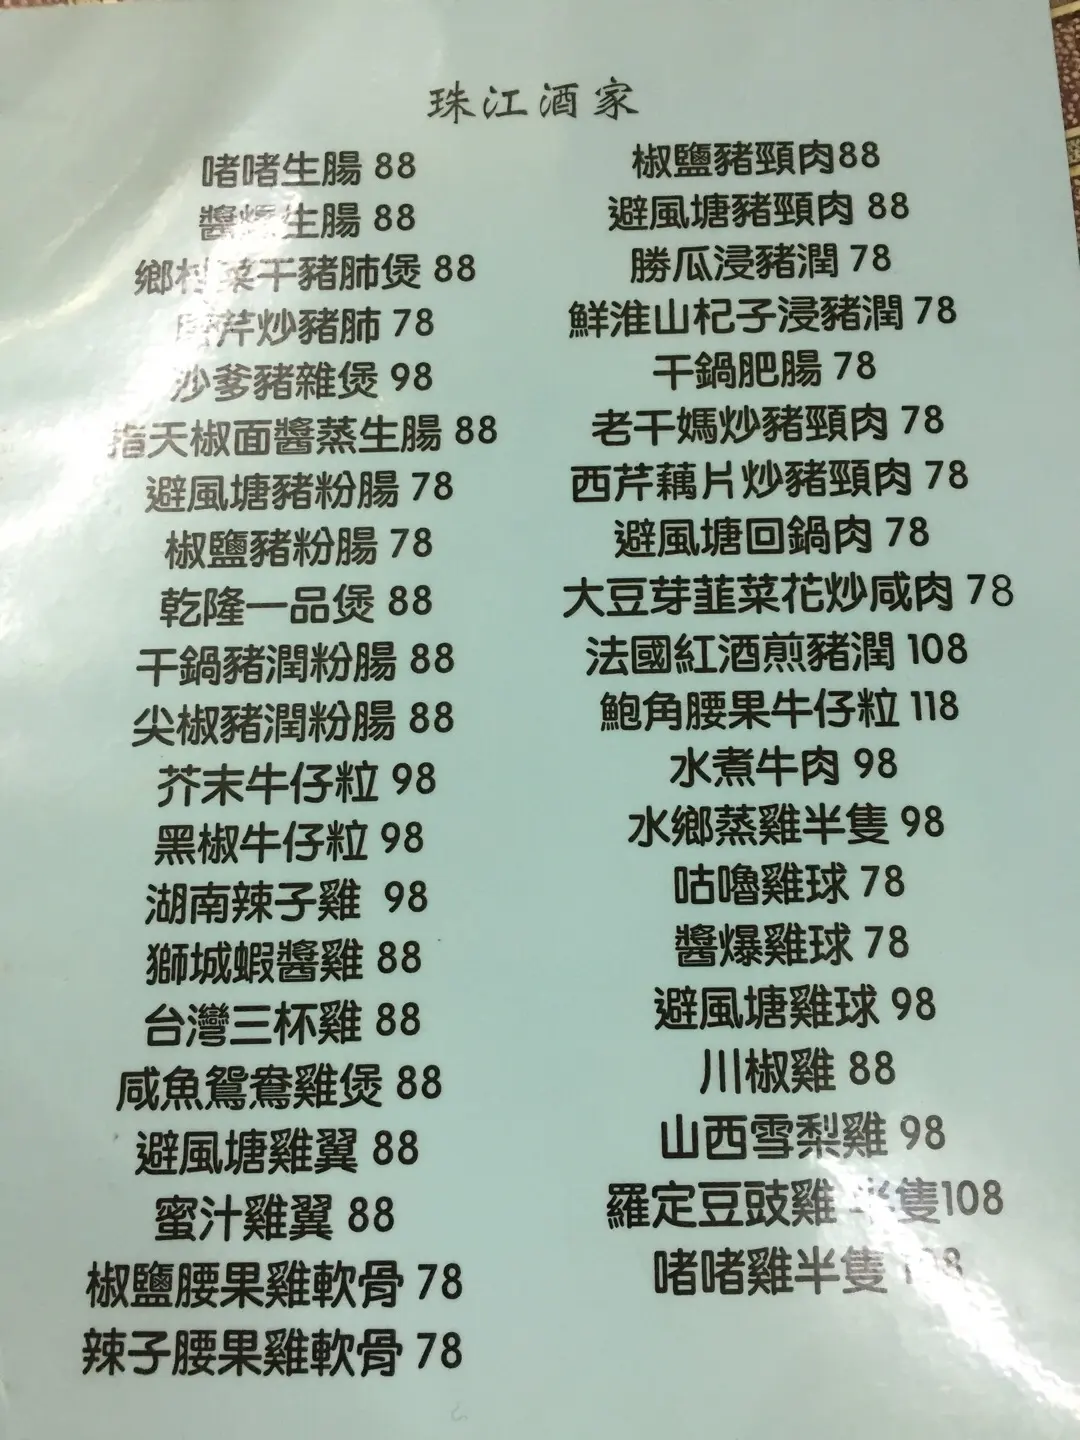 珠江酒家
啫啫生腸 88
醬爆生腸 88
鄉村菜干豬肺煲 88
芹炒豬肺 78
沙爹豬雜煲 98
指天椒面醬蒸生腸 88
避風塘豬粉腸 78
椒鹽豬粉腸 78
乾隆一品煲 88
干鍋豬潤粉腸 88
尖椒豬潤粉腸 88
芥末牛仔粒 98
黑椒牛仔粒 98
湖南辣子雞 98
獅城蝦醬雞 88
台灣三杯雞 88
咸魚鴛鴦雞煲 88
避風塘雞翼 88
蜜汁雞翼 88
椒鹽腰果雞軟骨 78
辣子腰果雞軟骨 78
椒鹽豬頸肉88
避風塘豬頸肉 88
勝瓜浸豬潤 78
鮮淮山杞子浸豬潤 78
干鍋肥腸 78
老干媽炒豬頸肉 78
西芹藕片炒豬頸肉 78
避風塘回鍋肉 78
大豆芽韮菜花炒咸肉 78
法國紅酒煎豬潤 108
鮑角腰果牛仔粒 118
水煮牛肉 98
水鄉蒸雞半隻 98
咕嚕雞球 78
醬爆雞球 78
避風塘雞球 98
川椒雞 88
山西雪梨雞 98
羅定豆豉雞 半隻108
啫啫雞半隻